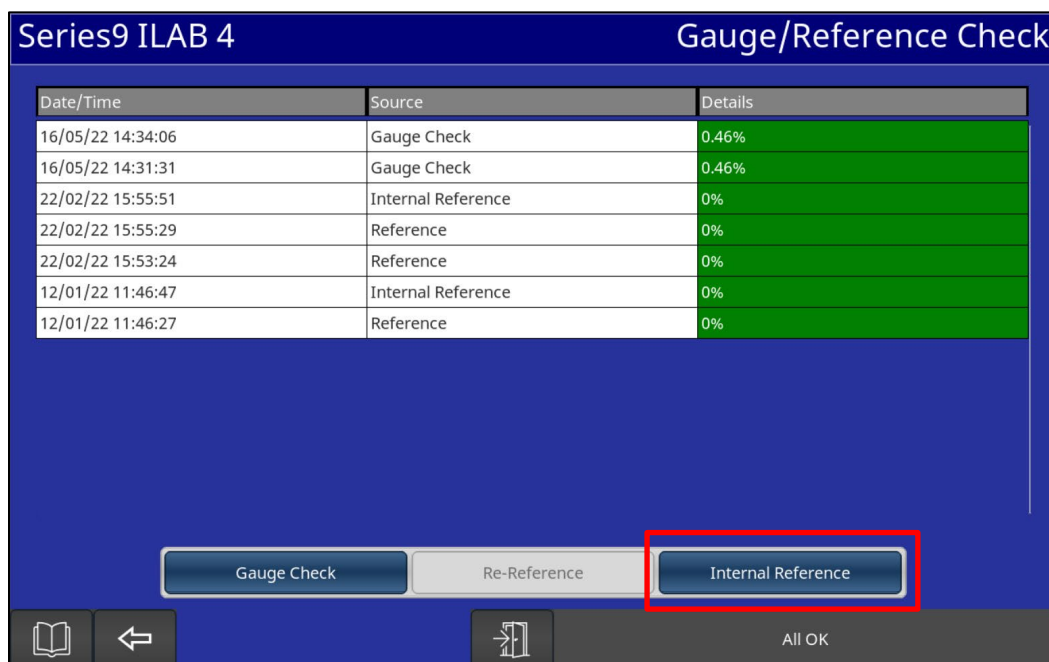 Series9 ILAB 4 Gauge/Reference Check
Date/Time Source Details
16/05/22 14:34:06 Gauge Check 0.46%
16/05/22 14:31:31 Gauge Check 0.46%
22/02/22 15:55:51 Internal Reference 0%
22/02/22 15:55:29 Reference 0%
22/02/22 15:53:24 Reference 0%
12/01/22 11:46:47 Internal Reference 0%
12/01/22 11:46:27 Reference 0%
Gauge Check Re-Reference Internal Reference
All OK